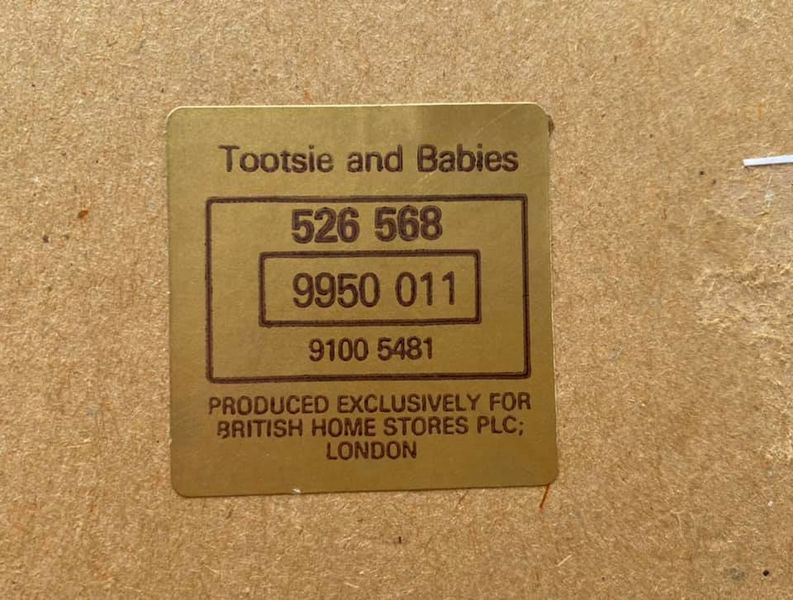 Tootsie and Babies
526 568
9950 011
9100 5481
PRODUCED EXCLUSIVELY FOR
BRITISH HOME STORES PLC;
LONDON